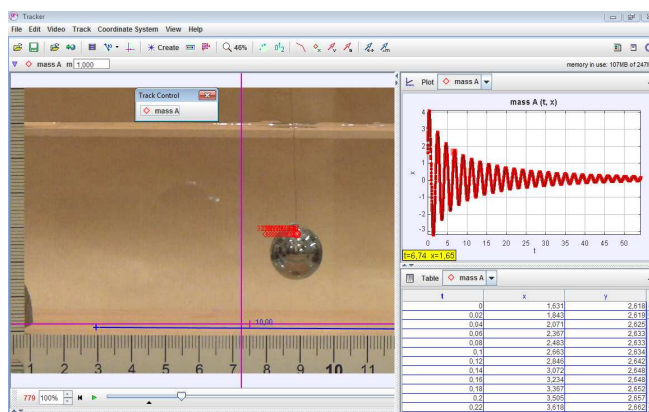 Tracker
File Edit Video Track Coordinate System View Help
Create 46%
mass A m 1,000
memory in use: 107MB of 247M
Track Control
mass A
10,00
1 2 3 4 5 6 7 8 9 10 11
779 100%
Plot mass A
mass A (t, x)
4
3
2
1
0
-1
-2
-3
x
0 5 10 15 20 25 30 35 40 45 50
t
t=6,74 x=1,65
Table mass A
t x y
0 1,631 2,618
0.02 1,843 2,619
0.04 2,071 2,625
0.06 2,367 2,633
0.08 2,483 2,633
0.1 2,663 2,634
0.12 2,846 2,642
0.14 3,072 2,648
0.16 3,234 2,648
0.18 3,367 2,652
0.2 3,505 2,657
0.22 3,618 2,662